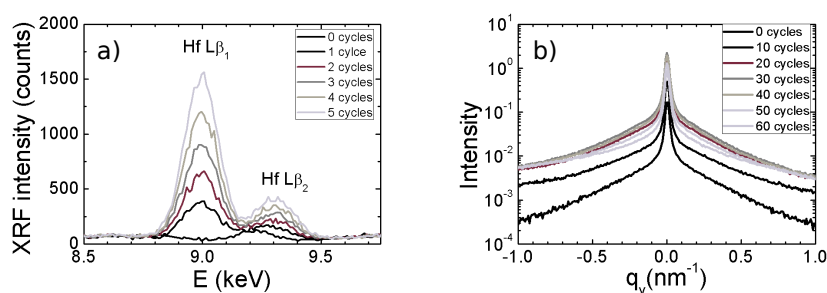 a)
Hf Lβ1
Hf Lβ2
0 cycles
1 cylce
2 cycles
3 cycles
4 cycles
5 cycles
XRF intensity (counts)
2000
1500
1000
500
0
8.5
9.0
9.5
E (keV)
b)
0 cycles
10 cycles
20 cycles
30 cycles
40 cycles
50 cycles
60 cycles
Intensity
10^1
10^0
10^-1
10^-2
10^-3
10^-4
-1.0
-0.5
0.0
0.5
1.0
qy(nm^-1)